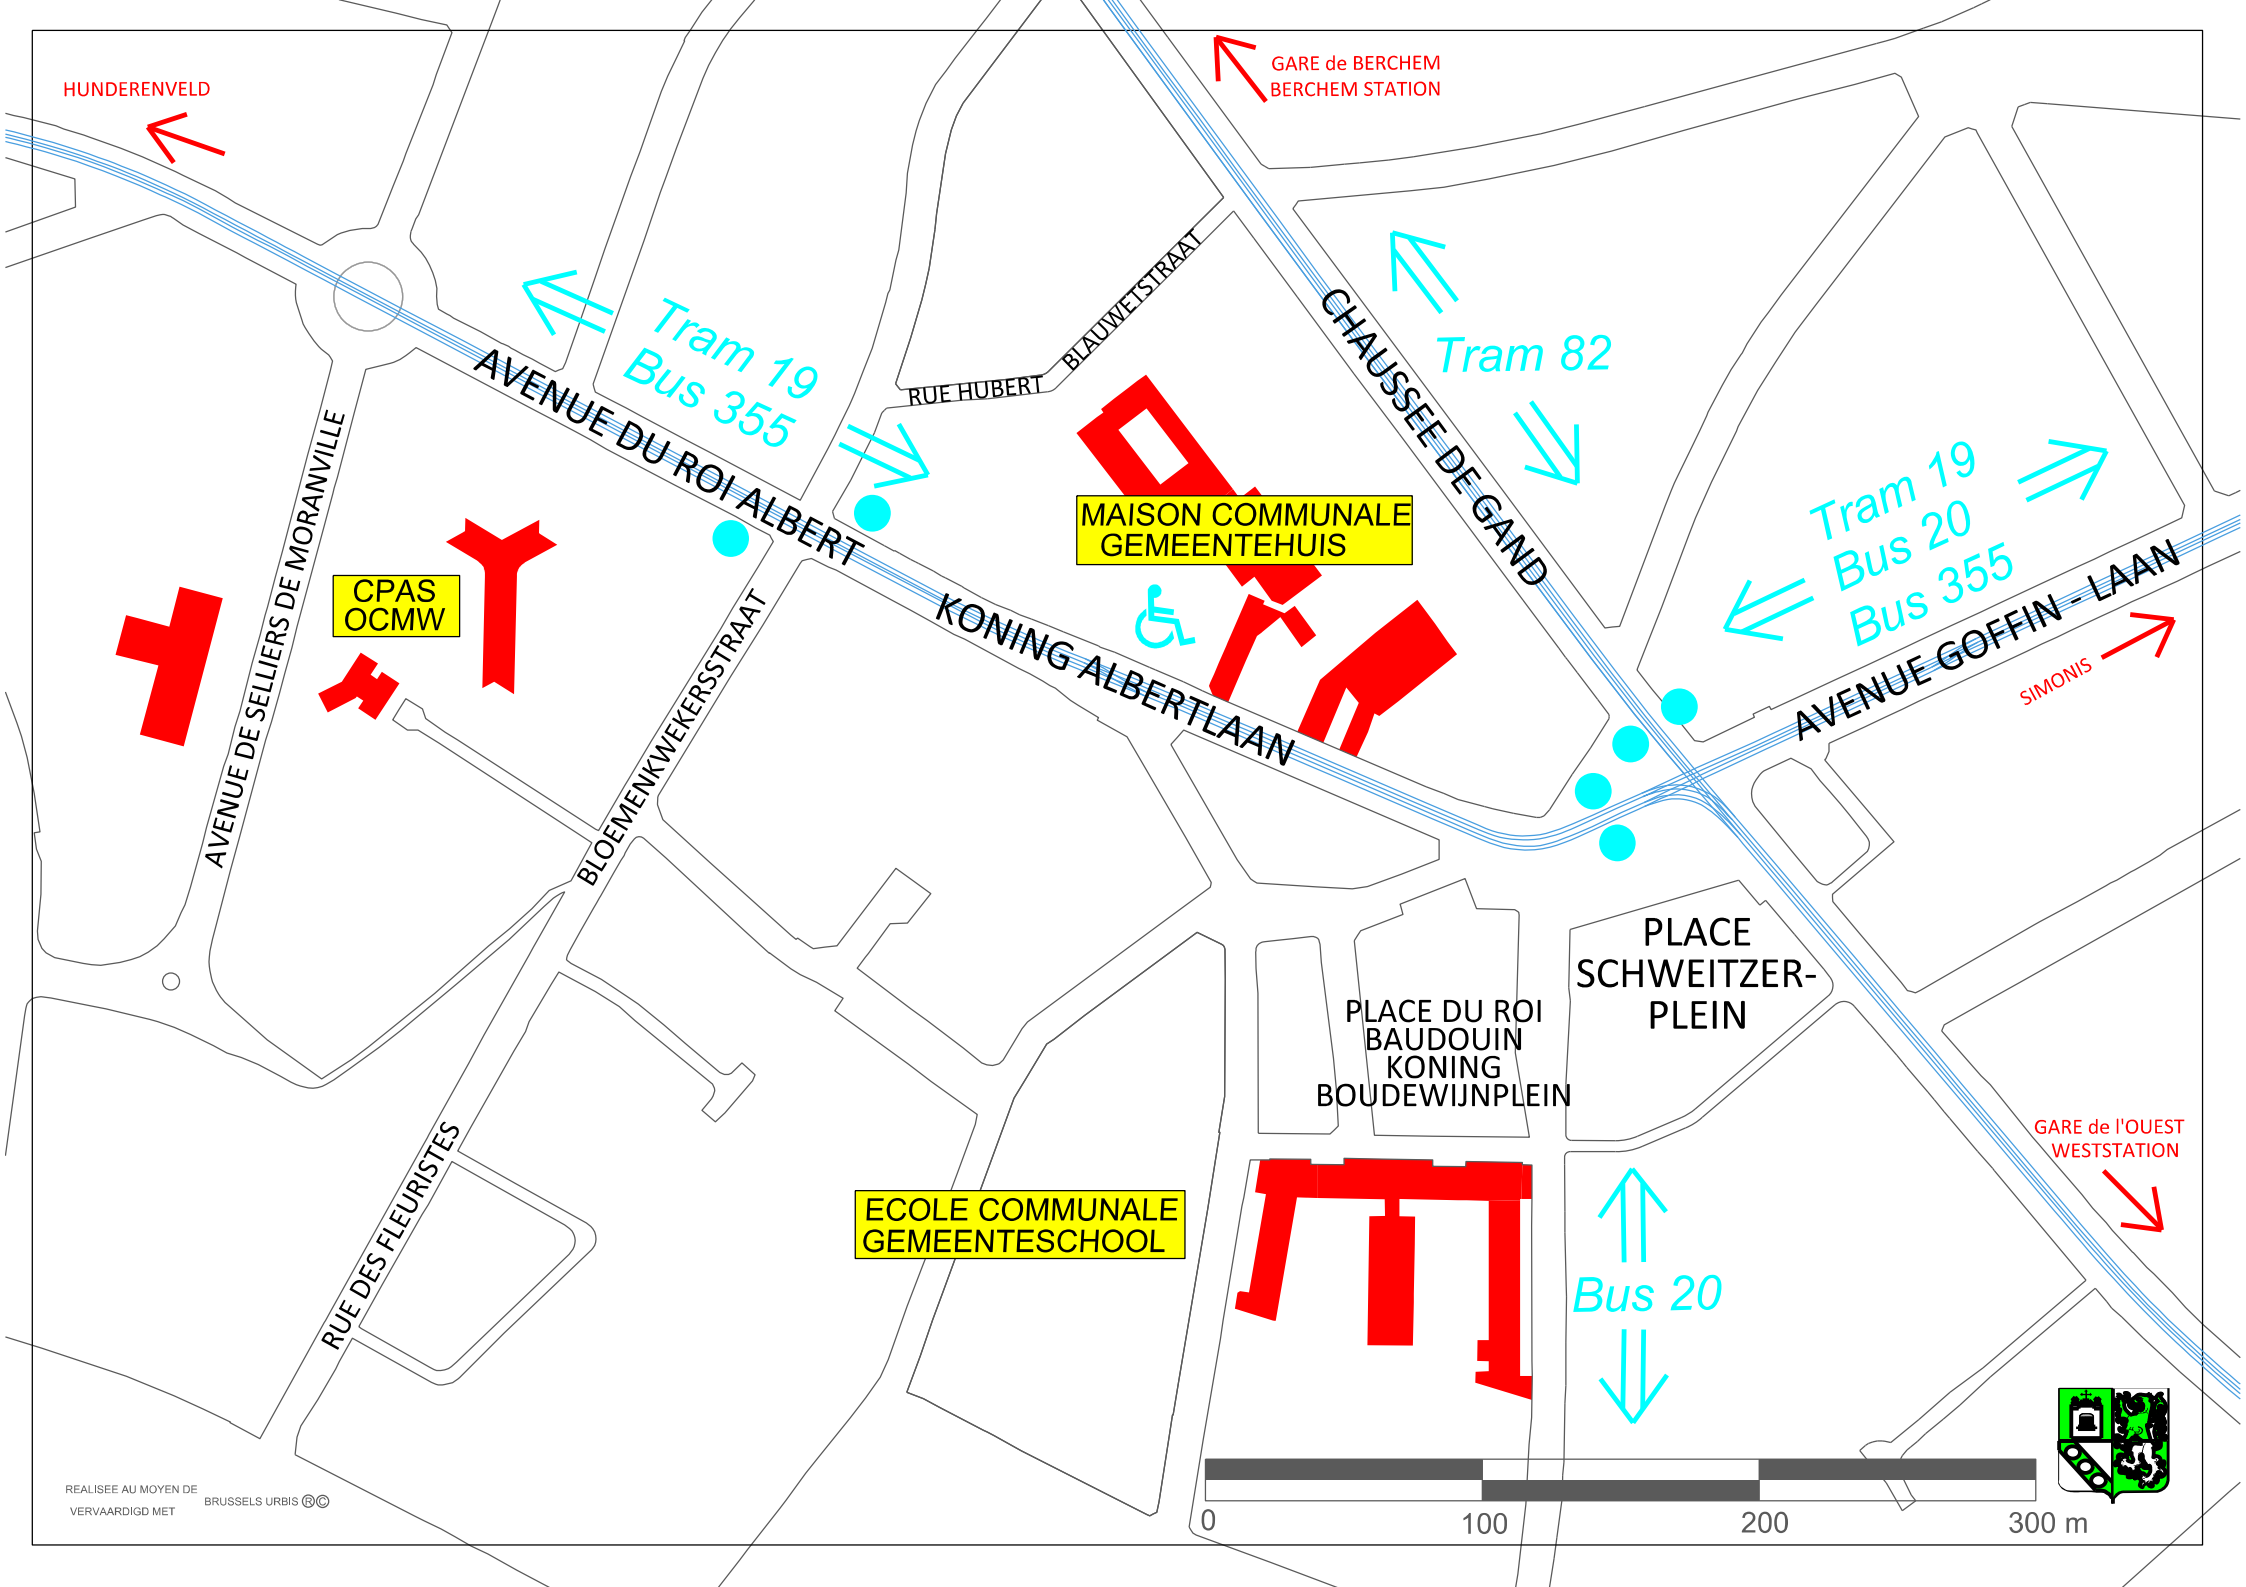 HUNDERENVELD
GARE de BERCHEM
BERCHEM STATION
Tram 19
Bus 355
BLAUWETSTRAAT
RUE HUBERT
CHAUSSEE DE GAND
Tram 82
AVENUE DU ROI ALBERT
KONING ALBERTLAAN
MAISON COMMUNALE
GEMEENTEHUIS
Tram 19
Bus 20
Bus 355
AVENUE GOFFIN - LAAN
SIMONIS
AVENUE DE SELLIERS DE MORANVILLE
CPAS
OCMW
BLOEMENKWEKERSSTRAAT
RUE DES FLEURISTES
PLACE
SCHWEITZER-
PLEIN
PLACE DU ROI
BAUDOUIN
KONING
BOUDEWIJNPLEIN
GARE de l'OUEST
WESTSTATION
ECOLE COMMUNALE
GEMEENTESCHOOL
Bus 20
REALISEE AU MOYEN DE
VERVAARDIGD MET
BRUSSELS URBIS ®©
0 100 200 300 m